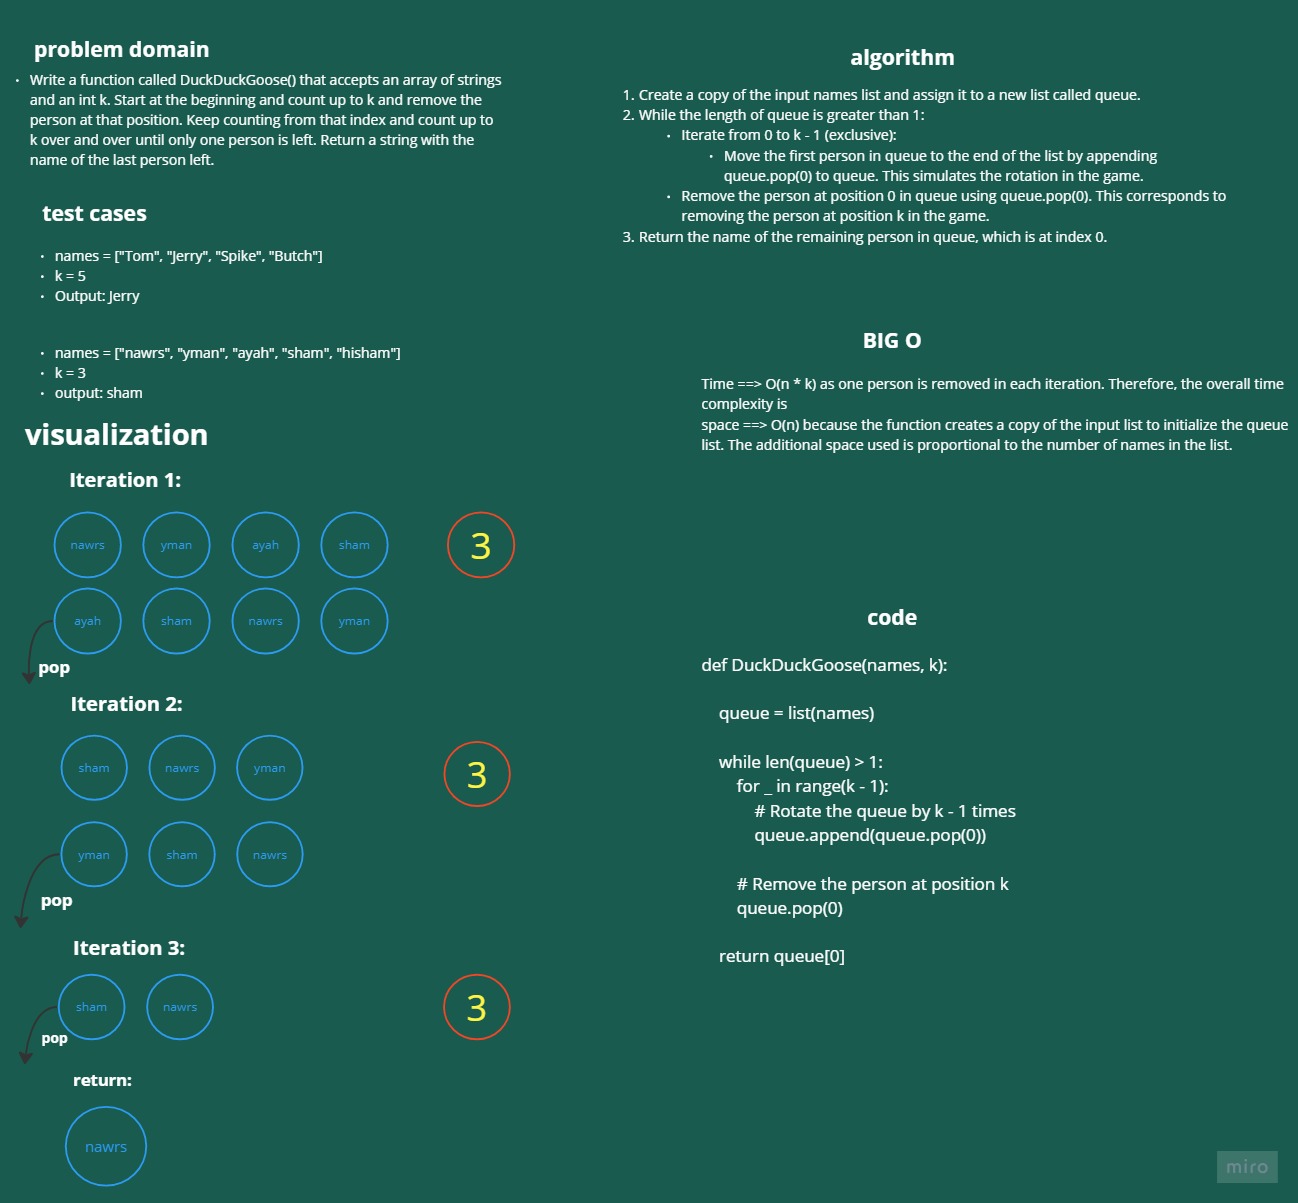 problem domain
• Write a function called DuckDuckGoose() that accepts an array of strings
and an int k. Start at the beginning and count up to k and remove the
person at that position. Keep counting from that index and count up to
k over and over until only one person is left. Return a string with the
name of the last person left.
test cases
• names = ["Tom", "Jerry", "Spike", "Butch"]
• k = 5
• Output: Jerry
• names = ["nawrs", "yman", "ayah", "sham", "hisham"]
• k = 3
• output: sham
visualization
Iteration 1:
nawrs yman ayah sham 3
ayah sham nawrs yman
pop
Iteration 2:
sham nawrs yman 3
yman sham nawrs
pop
Iteration 3:
sham nawrs 3
pop
return:
nawrs
algorithm
1. Create a copy of the input names list and assign it to a new list called queue.
2. While the length of queue is greater than 1:
• Iterate from 0 to k - 1 (exclusive):
• Move the first person in queue to the end of the list by appending
queue.pop(0) to queue. This simulates the rotation in the game.
• Remove the person at position 0 in queue using queue.pop(0). This corresponds to
removing the person at position k in the game.
3. Return the name of the remaining person in queue, which is at index 0.
BIG O
Time ==> O(n * k) as one person is removed in each iteration. Therefore, the overall time
complexity is
space ==> O(n) because the function creates a copy of the input list to initialize the queue
list. The additional space used is proportional to the number of names in the list.
code
def DuckDuckGoose(names, k):
queue = list(names)
while len(queue) > 1:
for _ in range(k - 1):
# Rotate the queue by k - 1 times
queue.append(queue.pop(0))
# Remove the person at position k
queue.pop(0)
return queue[0]
miro